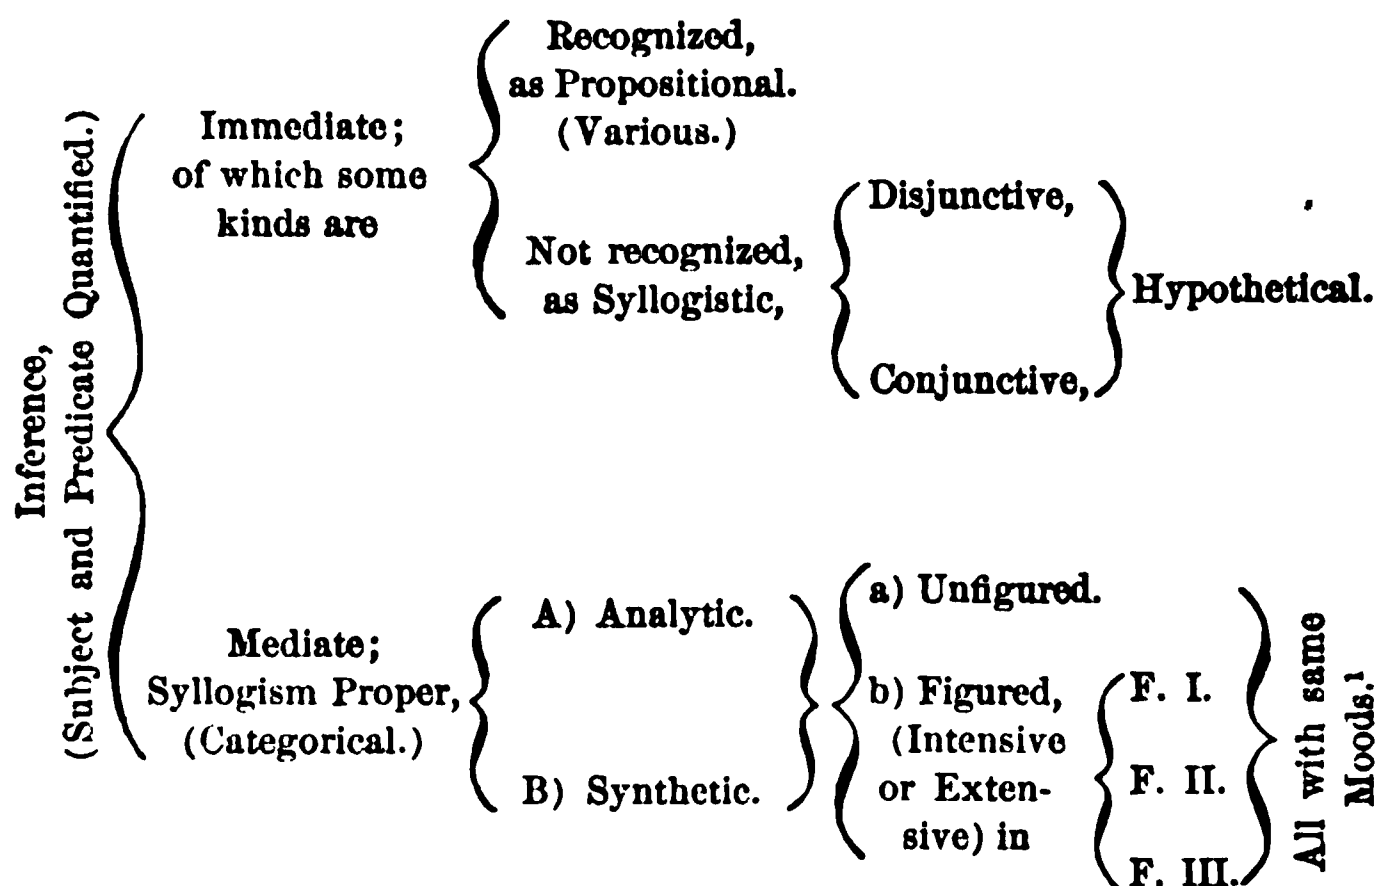 Inference,
(Subject and Predicate Quantified.)
Immediate;
of which some
kinds are
Recognized,
as Propositional.
(Various.)
Not recognized,
as Syllogistic,
Disjunctive,
Conjunctive,
Hypothetical.
Mediate;
Syllogism Proper,
(Categorical.)
A) Analytic.
B) Synthetic.
a) Unfigured.
b) Figured,
(Intensive
or Exten-
sive) in
F. I.
F. II.
F. III.
All with same
Moods.¹